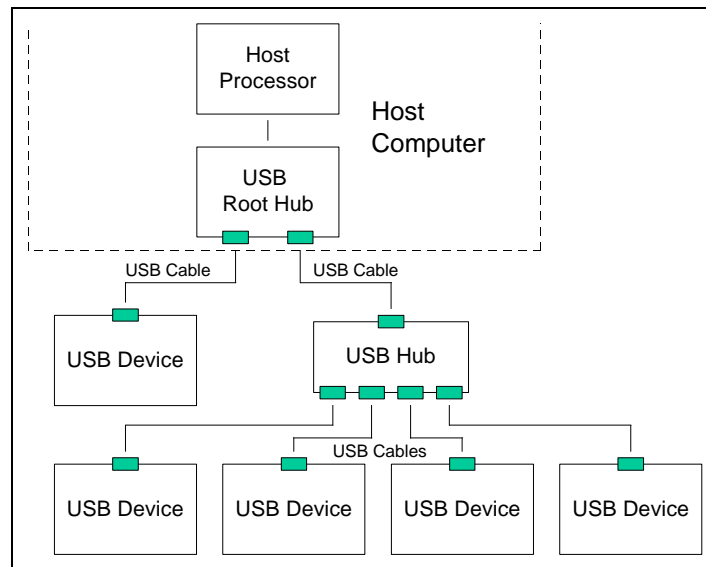 Host
Processor
Host
Computer
USB
Root Hub
USB Cable
USB Cable
USB Device
USB Hub
USB Cables
USB Device
USB Device
USB Device
USB Device